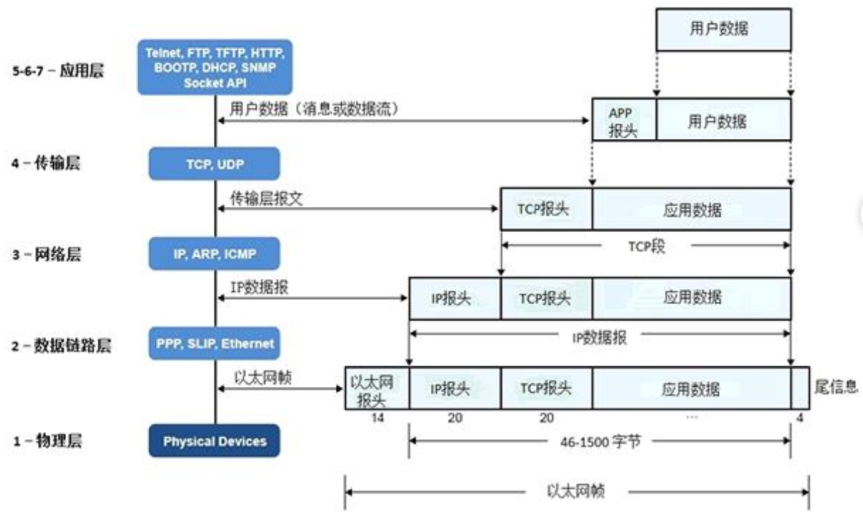 用户数据
Telnet, FTP, TFTP, HTTP,
BOOTP, DHCP, SNMP
Socket API
5-6-7 – 应用层
用户数据（消息或数据流）
APP
报头
用户数据
4 – 传输层
TCP, UDP
传输层报文
TCP报头
应用数据
TCP段
3 – 网络层
IP, ARP, ICMP
IP数据报
IP报头
TCP报头
应用数据
IP数据报
2 – 数据链路层
PPP, SLIP, Ethernet
以太网帧
以太网
报头
IP报头
TCP报头
应用数据
尾信息
14
20
20
...
4
1 – 物理层
Physical Devices
46-1500 字节
以太网帧